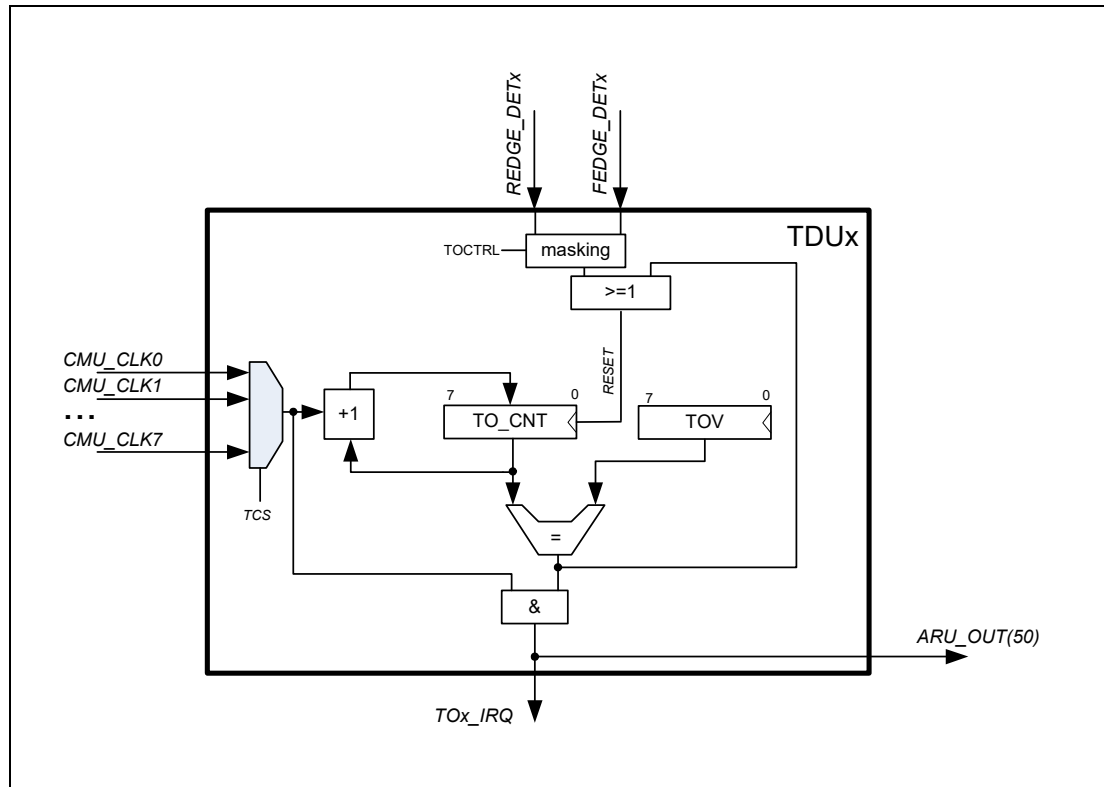 REDGE_DETx
FEDGE_DETx
TDUx
TOCTRL
masking
>=1
RESET
CMU_CLK0
CMU_CLK1
...
CMU_CLK7
TCS
+1
7
0
TO_CNT
7
0
TOV
=
&
ARU_OUT(50)
TOx_IRQ